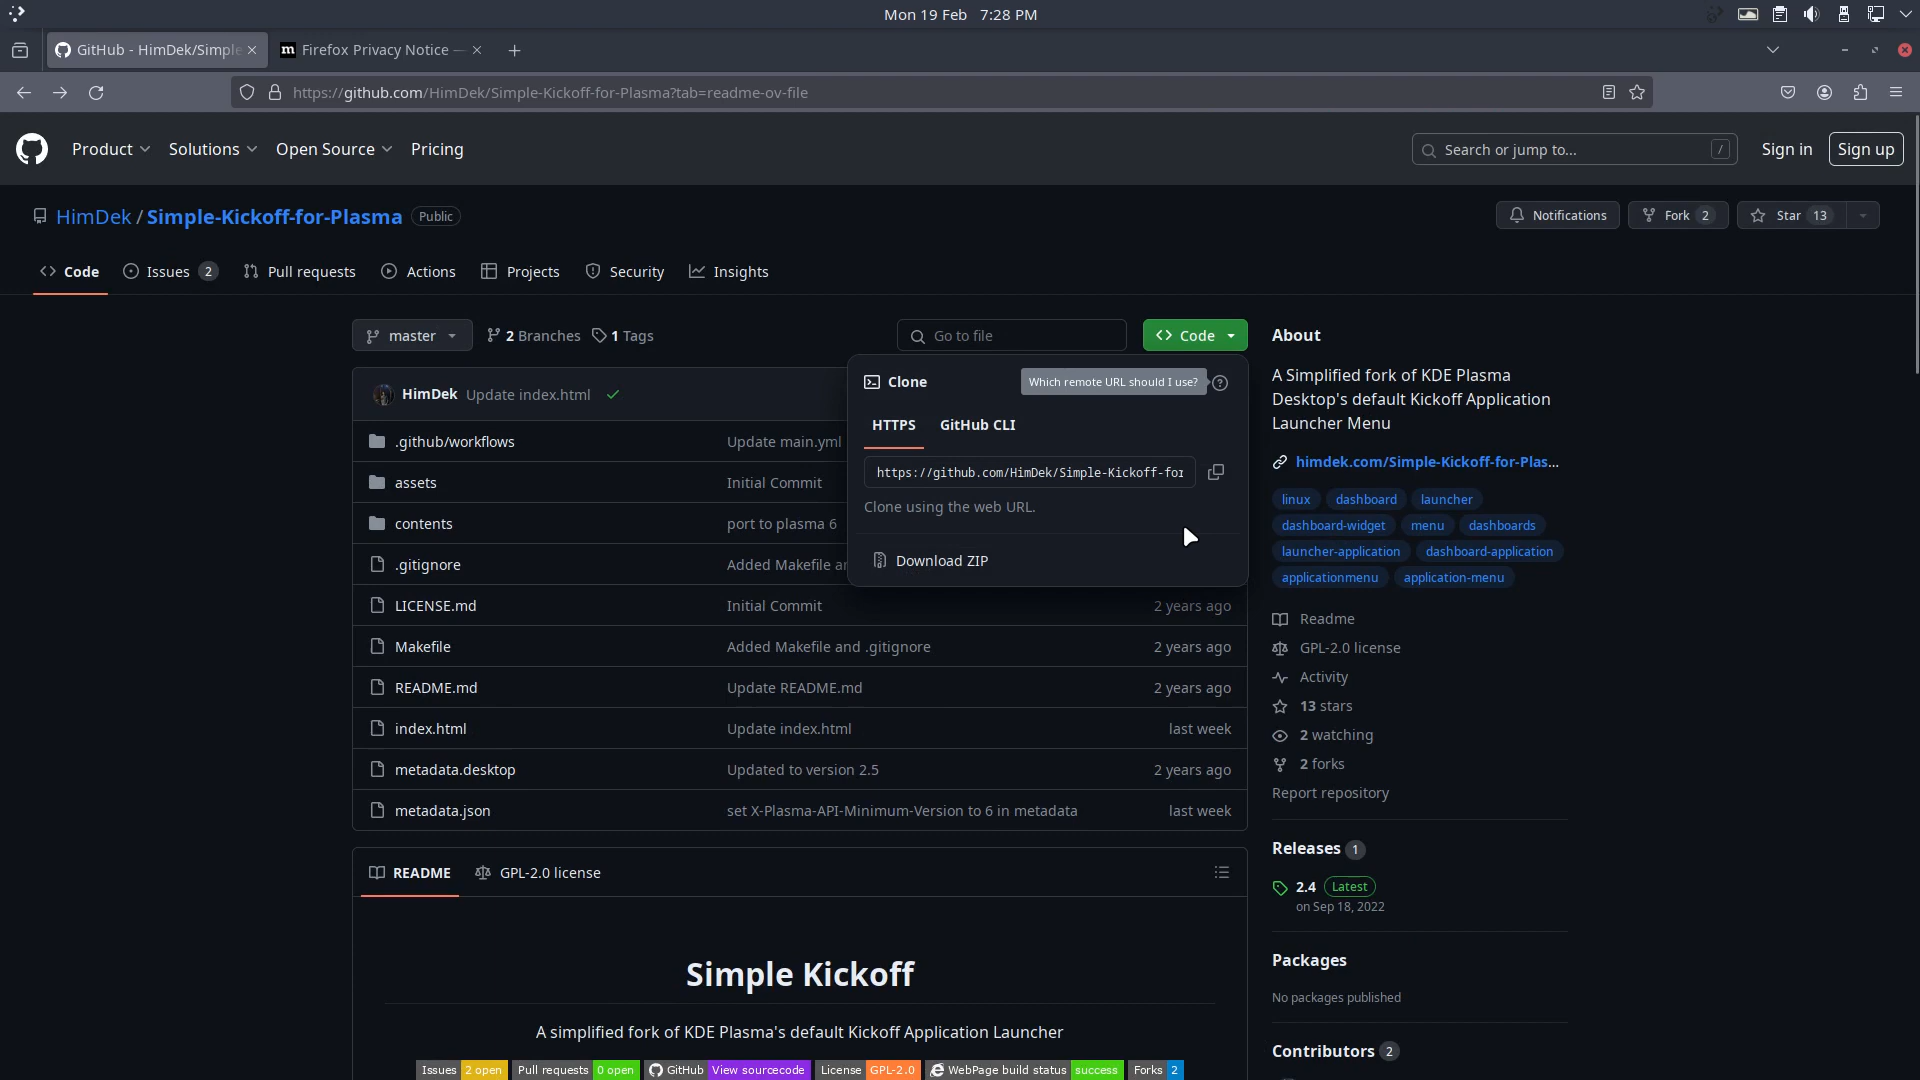 Mon 19 Feb 7:28 PM
GitHub - HimDek/Simple
Firefox Privacy Notice —
https://github.com/HimDek/Simple-Kickoff-for-Plasma?tab=readme-ov-file
Product
Solutions
Open Source
Pricing
Search or jump to...
/
Sign in
Sign up
HimDek / Simple-Kickoff-for-Plasma
Public
Notifications
Fork 2
Star 13
Code
Issues 2
Pull requests
Actions
Projects
Security
Insights
master
2 Branches
1 Tags
Go to file
Code
HimDek Update index.html
Clone
Which remote URL should I use?
HTTPS
GitHub CLI
https://github.com/HimDek/Simple-Kickoff-for
Clone using the web URL.
Download ZIP
.github/workflows Update main.yml
assets Initial Commit
contents port to plasma 6
.gitignore Added Makefile
LICENSE.md Initial Commit 2 years ago
Makefile Added Makefile and .gitignore 2 years ago
README.md Update README.md 2 years ago
index.html Update index.html last week
metadata.desktop Updated to version 2.5 2 years ago
metadata.json set X-Plasma-API-Minimum-Version to 6 in metadata last week
README
GPL-2.0 license
Simple Kickoff
A simplified fork of KDE Plasma's default Kickoff Application Launcher
Issues 2 open
Pull requests 0 open
GitHub View sourcecode
License GPL-2.0
WebPage build status success
Forks 2
About
A Simplified fork of KDE Plasma
Desktop's default Kickoff Application
Launcher Menu
himdek.com/Simple-Kickoff-for-Plas...
linux dashboard launcher
dashboard-widget menu dashboards
launcher-application dashboard-application
applicationmenu application-menu
Readme
GPL-2.0 license
Activity
13 stars
2 watching
2 forks
Report repository
Releases 1
2.4 Latest
on Sep 18, 2022
Packages
No packages published
Contributors 2